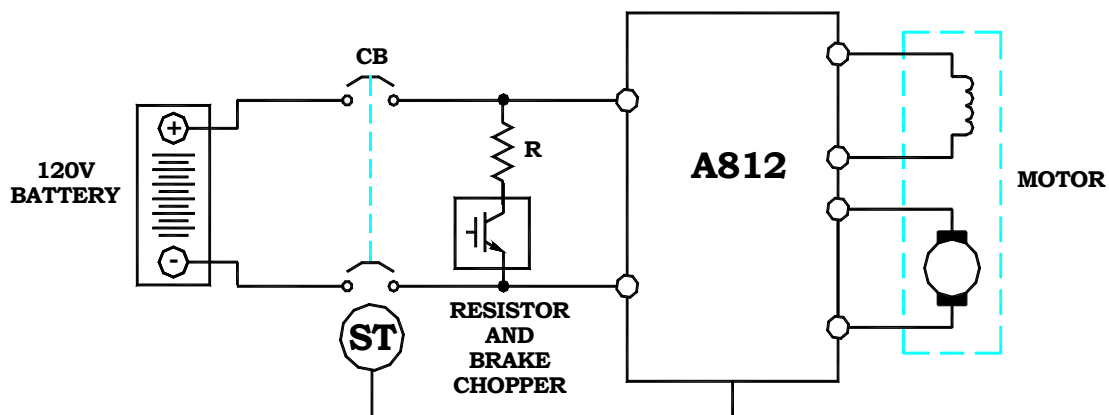 CB
+
120V
BATTERY
-
R
A812
MOTOR
ST
RESISTOR
AND
BRAKE
CHOPPER